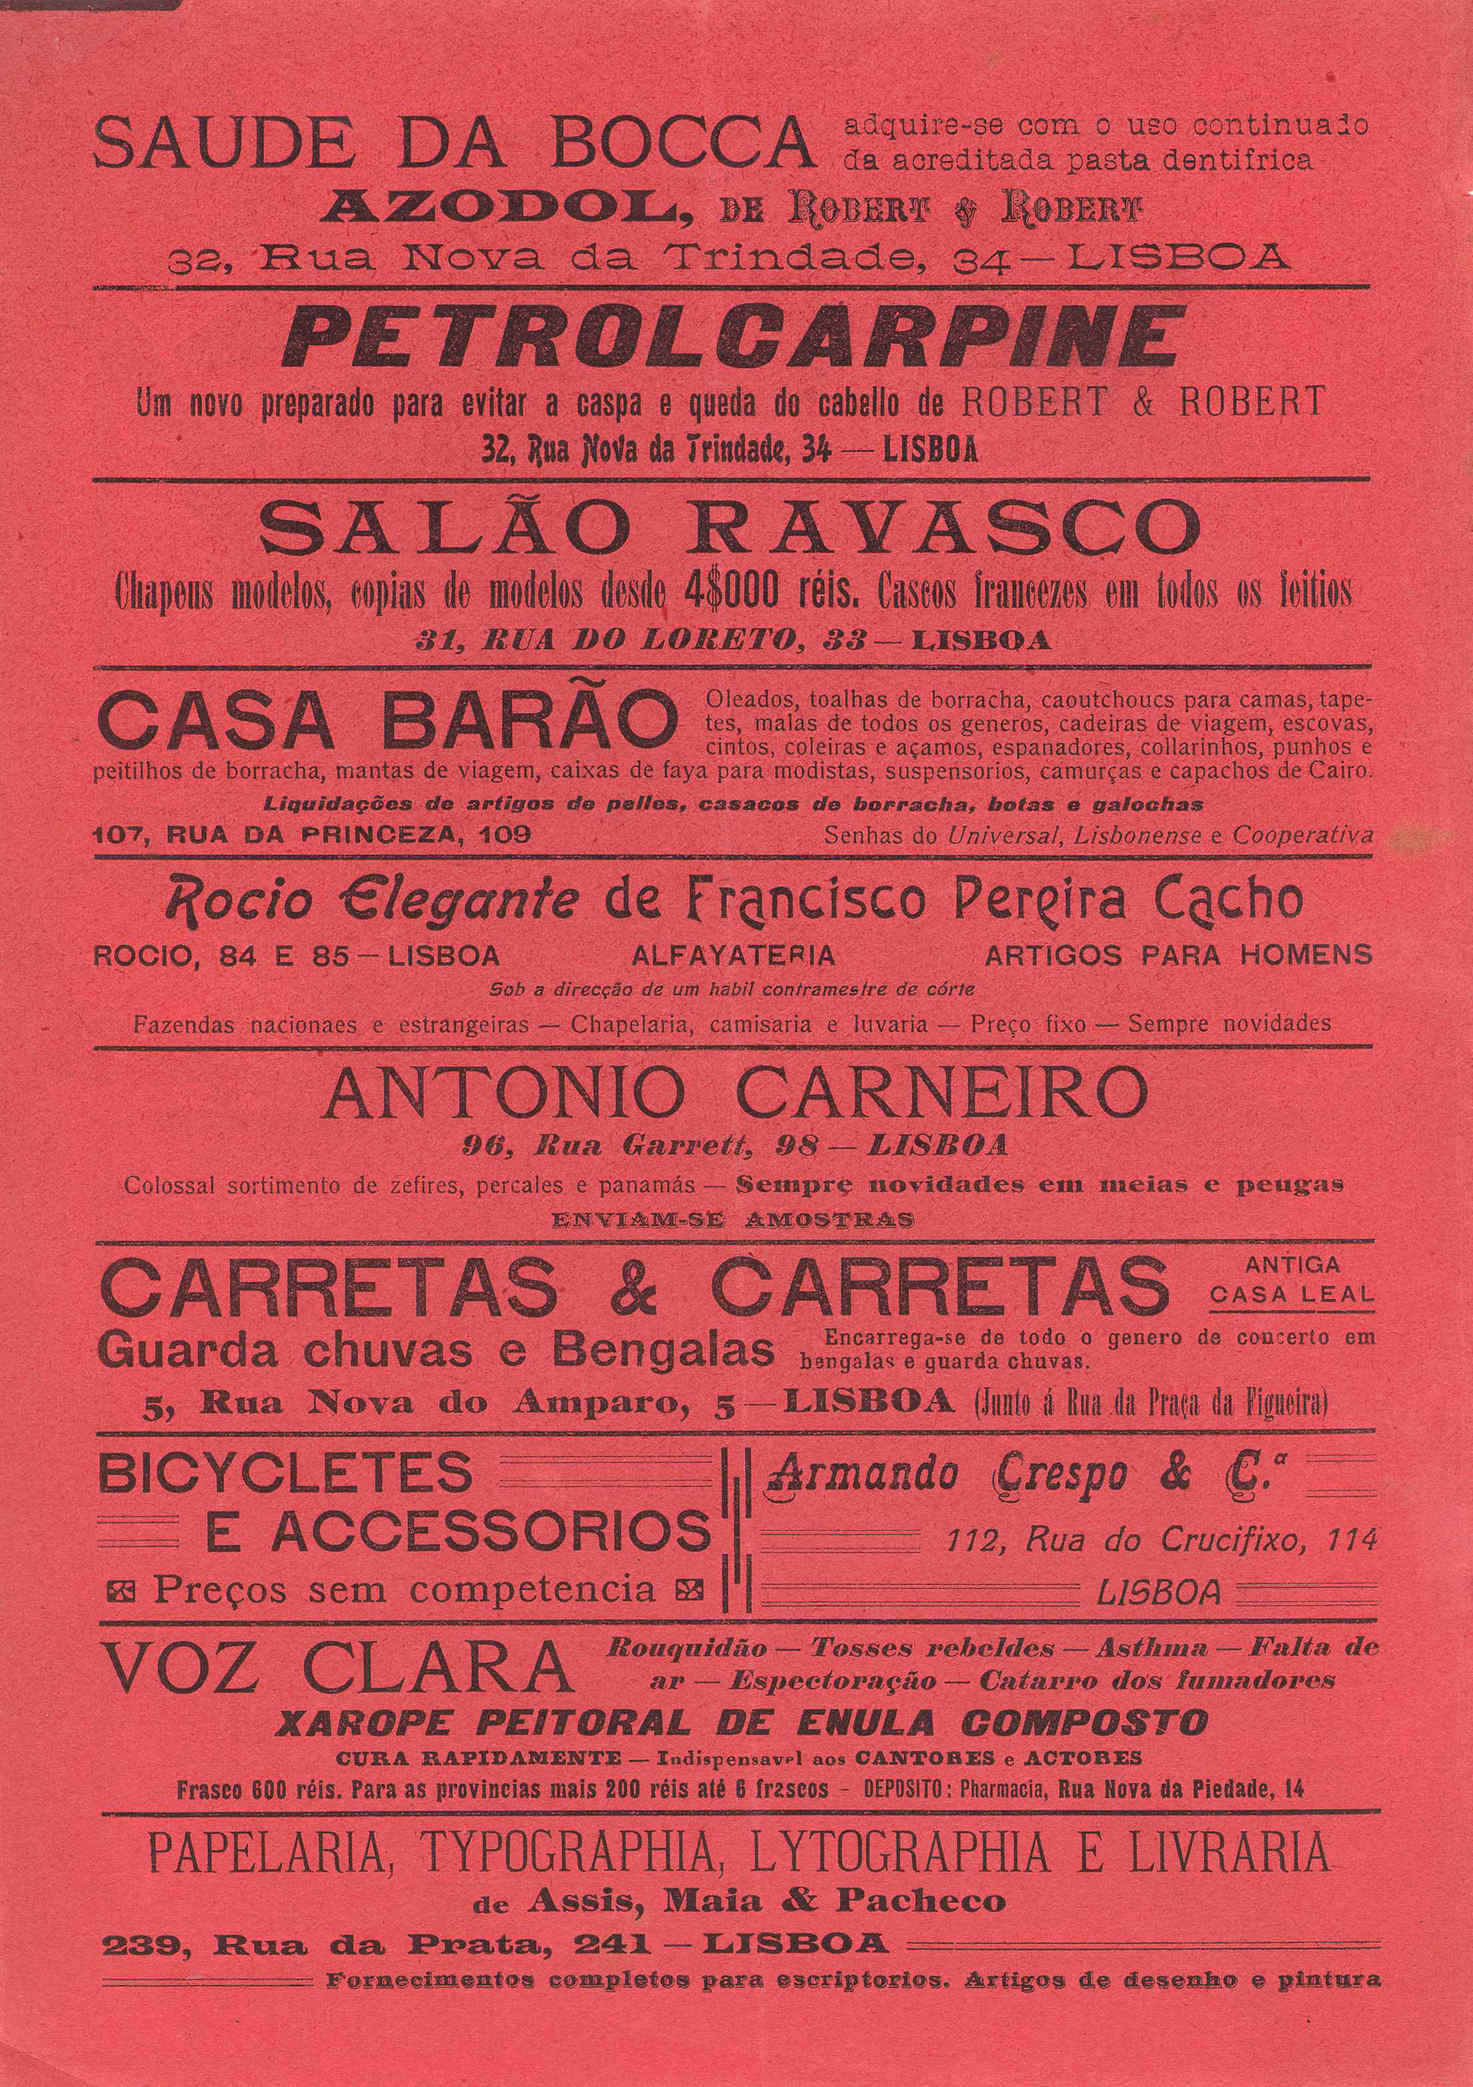 SAUDE DA BOCCA adquire-se com o uso continuado
da acreditada pasta dentifrica
AZODOL, DE ROBERT & ROBERT
32, Rua Nova da Trindade, 34 — LISBOA
PETROLCARPINE
Um novo preparado para evitar a caspa e queda do cabello de ROBERT & ROBERT
32, Rua Nova da Trindade, 34 — LISBOA
SALÃO RAVASCO
Chapeus modelos, copias de modelos desde 4$000 réis. Cascos francezes em todos os feitios
31, RUA DO LORETO, 33 — LISBOA
CASA BARÃO
Oleados, toalhas de borracha, caoutchoucs para camas, tape-
tes, malas de todos os generos, cadeiras de viagem, escovas,
cintos, coleiras e açamos, espanadores, collarinhos, punhos e
peitilhos de borracha, mantas de viagem, caixas de faya para modistas, suspensorios, camurças e capachos de Cairo.
Liquidações de artigos de pelles, casacos de borracha, botas e galochas
107, RUA DA PRINCEZA, 109 Senhas do Universal, Lisbonense e Cooperativa
Rocio Elegante de Francisco Pereira Cacho
ROCIO, 84 E 85 — LISBOA ALFAYATERIA ARTIGOS PARA HOMENS
Sob a direcção de um habil contramestre de córte
Fazendas nacionaes e estrangeiras — Chapelaria, camisaria e luvaria — Preço fixo — Sempre novidades
ANTONIO CARNEIRO
96, Rua Garrett, 98 — LISBOA
Colossal sortimento de zefires, percales e panamás — Sempre novidades em meias e peugas
ENVIAM-SE AMOSTRAS
CARRETAS & CARRETAS
ANTIGA
CASA LEAL
Guarda chuvas e Bengalas
Encarrega-se de todo o genero de concerto em
bengalas e guarda chuvas.
5, Rua Nova do Amparo, 5 — LISBOA (Junto á Rua da Praça da Figueira)
BICYCLETES
E ACCESSORIOS
Preços sem competencia
Armando Crespo & C.ª
112, Rua do Crucifixo, 114
LISBOA
VOZ CLARA
Rouquidão — Tosses rebeldes — Asthma — Falta de
ar — Espectoração — Catarro dos fumadores
XAROPE PEITORAL DE ENULA COMPOSTO
CURA RAPIDAMENTE — Indispensavel aos CANTORES e ACTORES
Frasco 600 réis. Para as provincias mais 200 réis até 6 frascos - DEPOSITO: Pharmacia, Rua Nova da Piedade, 14
PAPELARIA, TYPOGRAPHIA, LYTOGRAPHIA E LIVRARIA
de Assis, Maia & Pacheco
239, Rua da Prata, 241 — LISBOA
Fornecimentos completos para escriptorios. Artigos de desenho e pintura